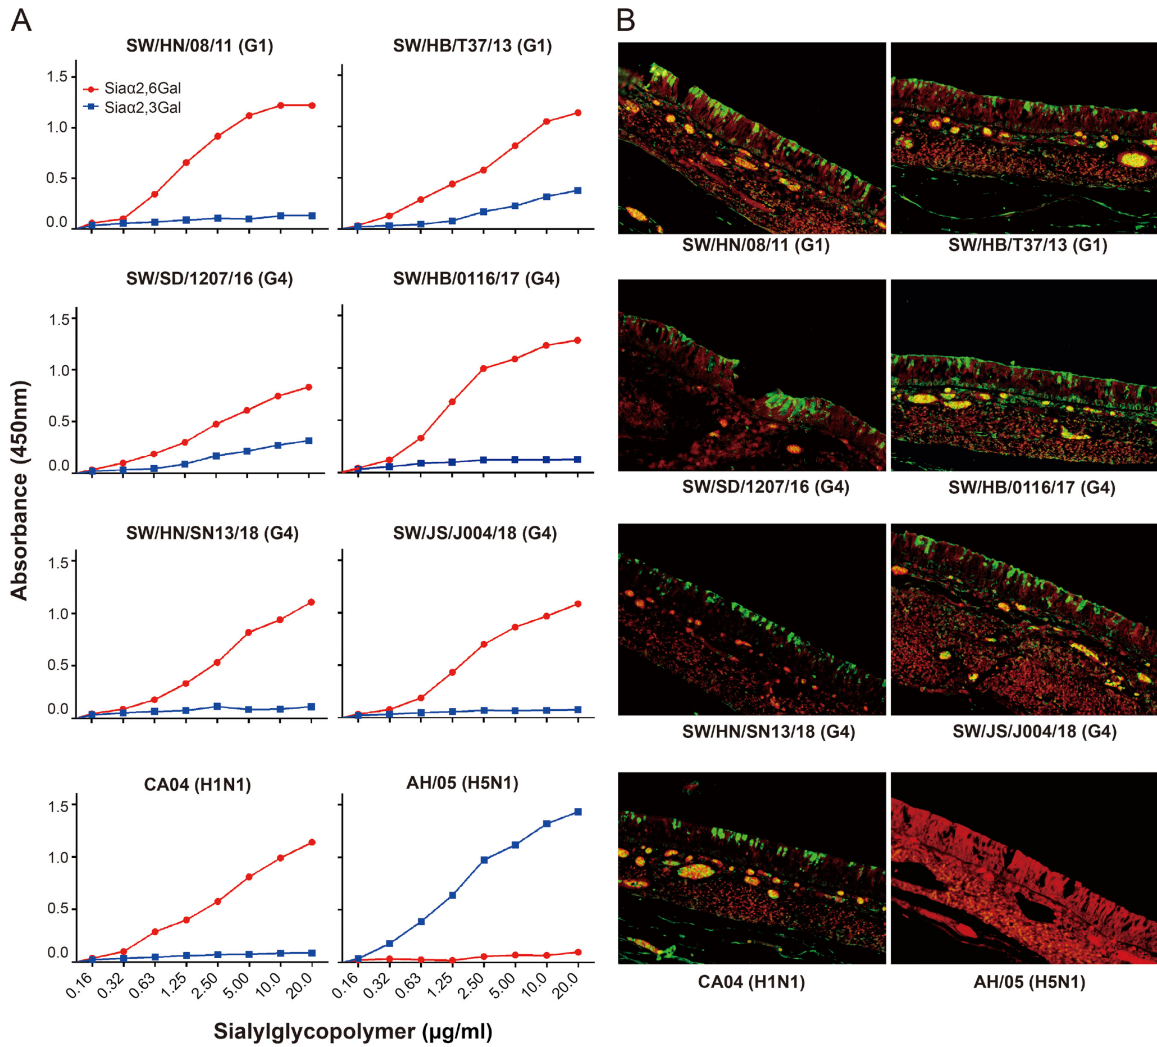 A
B
SW/HN/08/11 (G1)
SW/HB/T37/13 (G1)
1.5
1.0
0.5
0.0
Siaα2,6Gal
Siaα2,3Gal
SW/HN/08/11 (G1)
SW/HB/T37/13 (G1)
SW/SD/1207/16 (G4)
SW/HB/0116/17 (G4)
1.5
1.0
0.5
0.0
SW/SD/1207/16 (G4)
SW/HB/0116/17 (G4)
Absorbance (450nm)
SW/HN/SN13/18 (G4)
SW/JS/J004/18 (G4)
1.5
1.0
0.5
0.0
SW/HN/SN13/18 (G4)
SW/JS/J004/18 (G4)
CA04 (H1N1)
AH/05 (H5N1)
1.5
1.0
0.5
0.0
0.16 0.32 0.63 1.25 2.50 5.00 10.0 20.0
0.16 0.32 0.63 1.25 2.50 5.00 10.0 20.0
CA04 (H1N1)
AH/05 (H5N1)
Sialylglycopolymer (μg/ml)